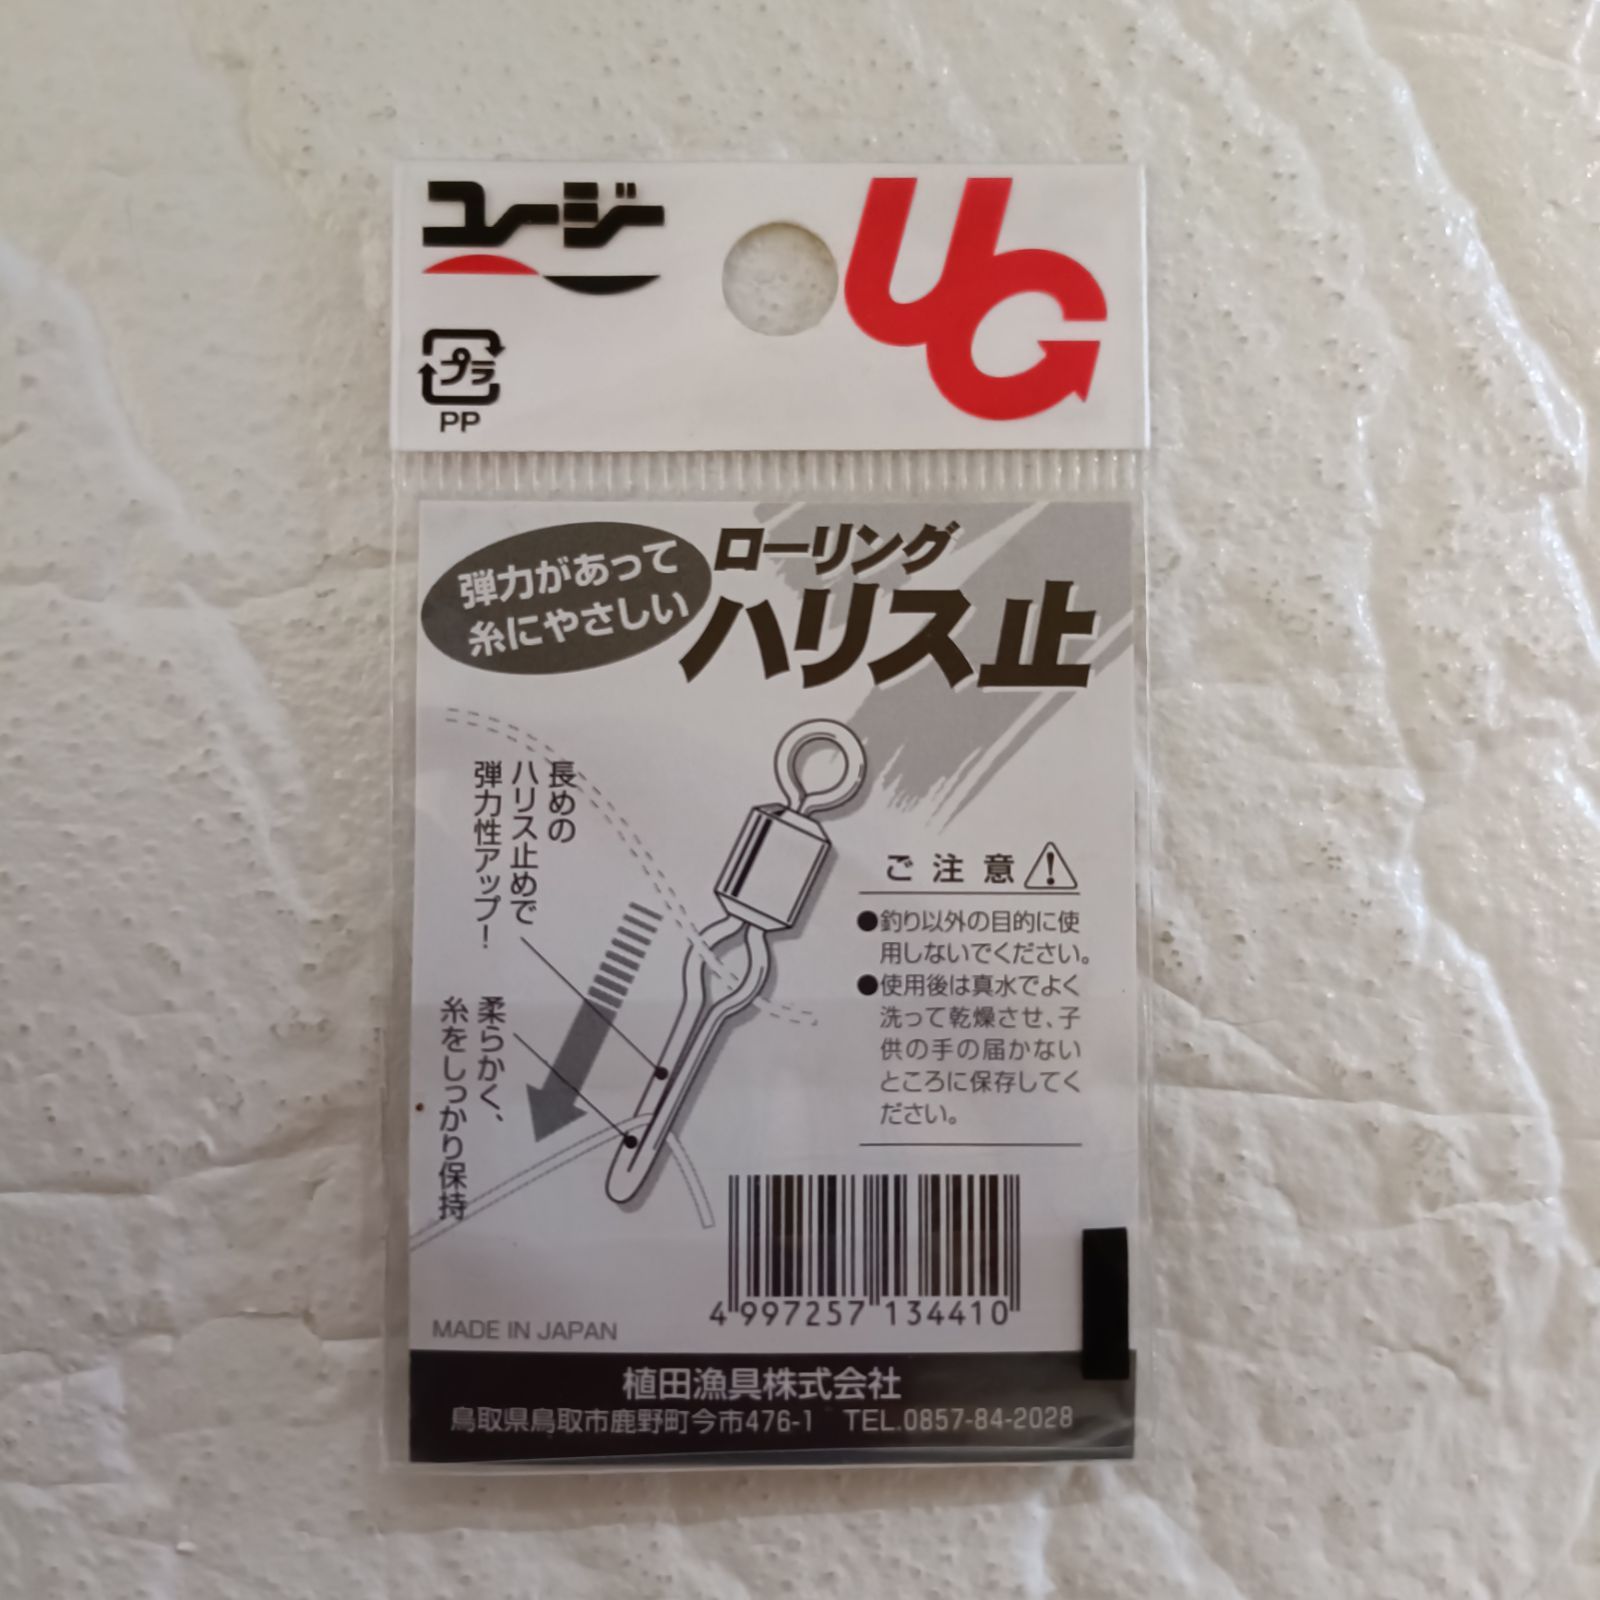 ユージー
UG
プラ
PP
弾力があって
糸にやさしい
ローリング
ハリス止
長めの
ハリス止めで
弾力性アップ!
柔らかく、
糸をしっかり保持
ご注意
●釣り以外の目的に使
用しないでください。
●使用後は真水でよく
洗って乾燥させ、子
供の手の届かない
ところに保存してく
ださい。
4 997257 134410
MADE IN JAPAN
植田漁具株式会社
鳥取県鳥取市鹿野町今市476-1 TEL.0857-84-2028